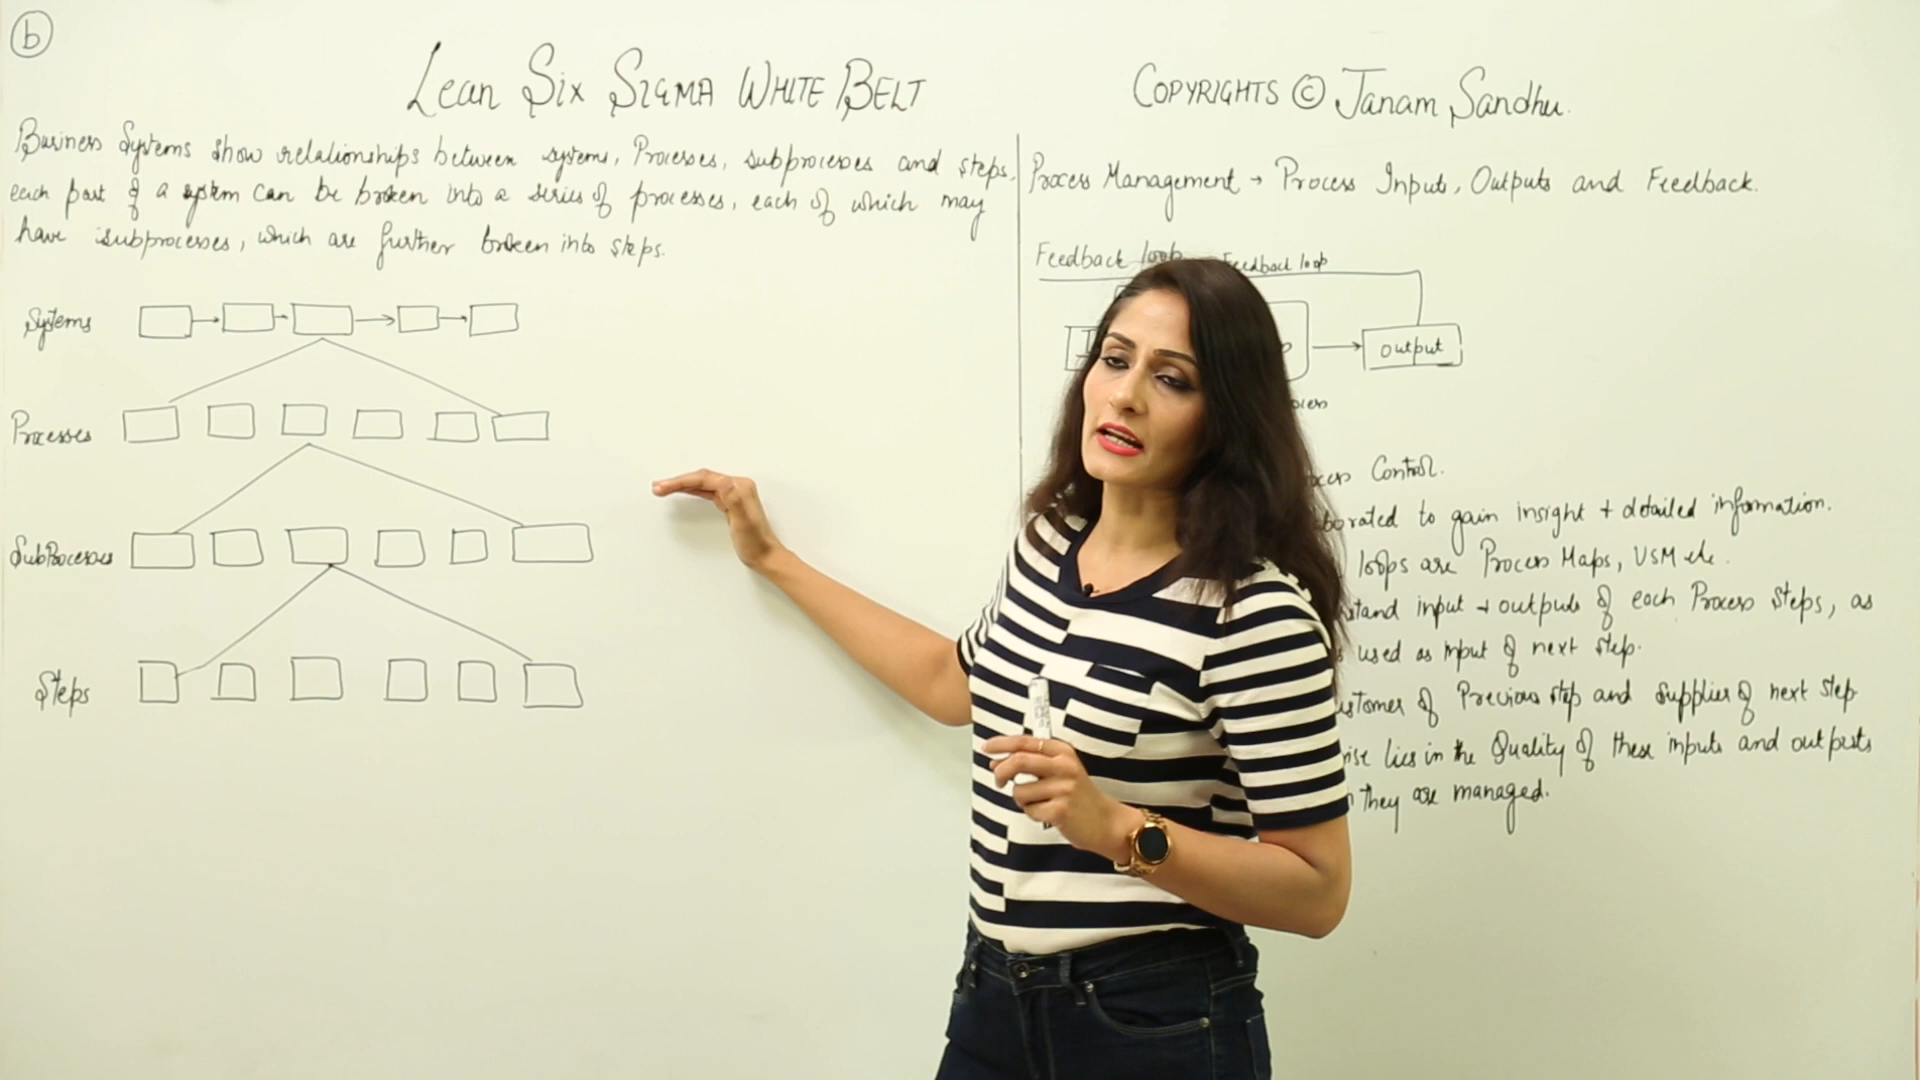 b
Lean Six Sigma White Belt
Copyrights © Janam Sandhu.
Business Systems show relationships between systems, Processes, subprocesses and steps.
each part of a system can be broken into a series of processes, each of which may
have subprocesses, which are further broken into steps.
Systems
Processes
SubProcesses
Steps
Process Management → Process Inputs, Outputs and Feedback.
Feedback loop
Feedback loop
output
Control.
to gain insight + detailed information.
loops are Process Maps, VSM etc.
input + outputs of each Process Steps, as
used as input of next step.
of Previous step and supplier of next step
lies in the Quality of these inputs and outputs
they are managed.